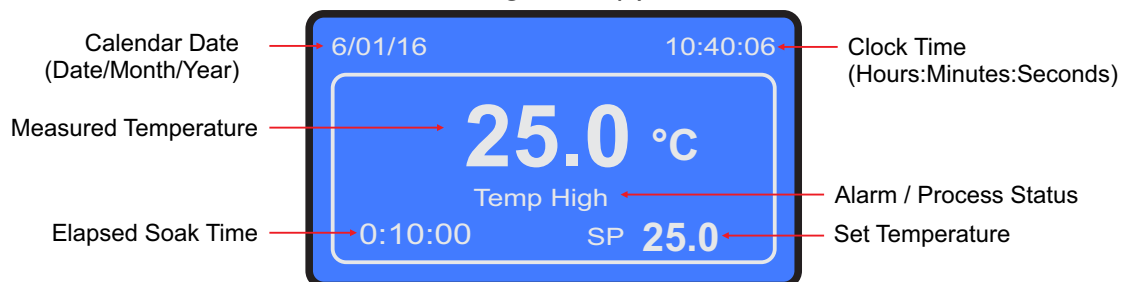 Calendar Date
(Date/Month/Year)
6/01/16
10:40:06
Clock Time
(Hours:Minutes:Seconds)
Measured Temperature
25.0 °C
Temp High
Alarm / Process Status
Elapsed Soak Time
0:10:00
SP 25.0
Set Temperature